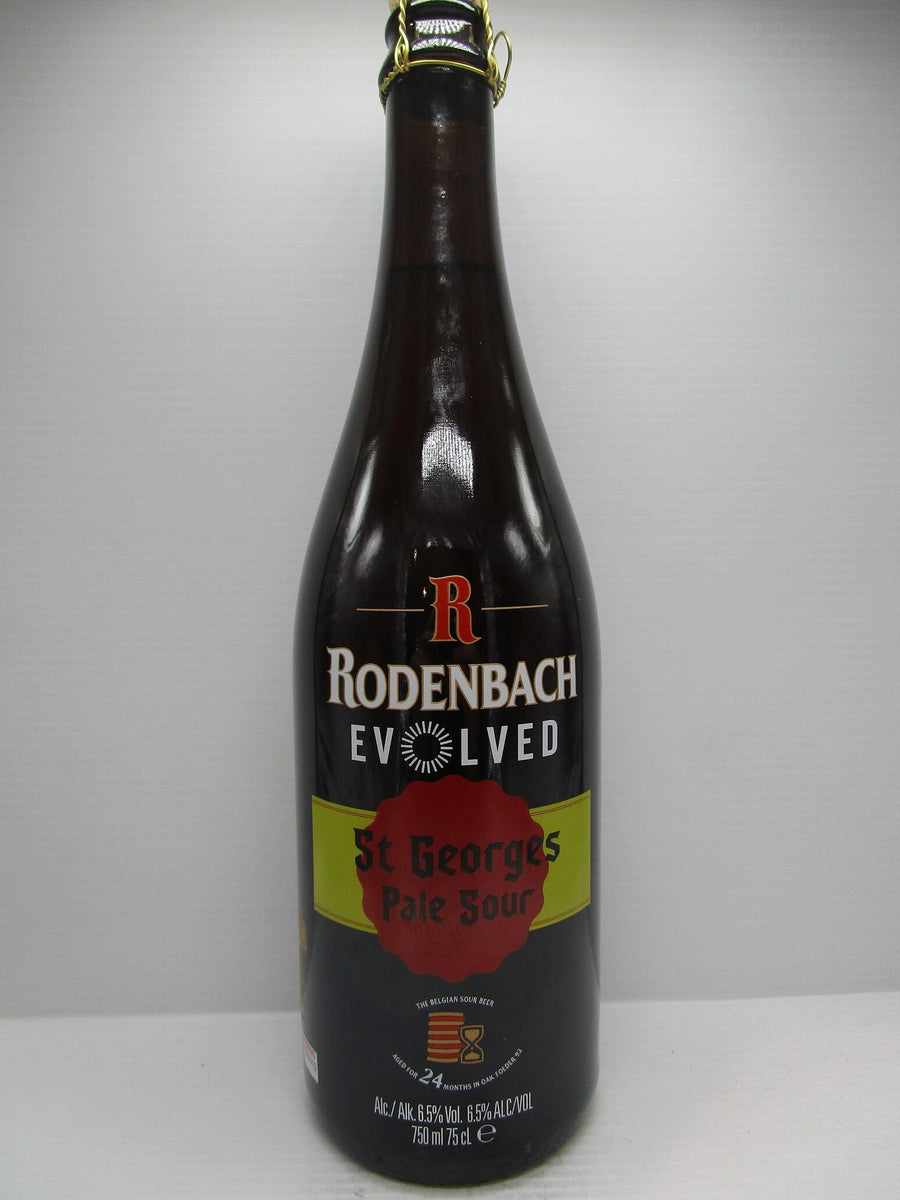 R
RODENBACH
EVOLVED
St Georges
Pale Sour
THE BELGIAN SOUR BEER
AGED FOR 24 MONTHS IN OAK FOEDER 93
Alc./ Alk. 6.5% Vol. 6.5% ALC/VOL
750 ml 75 cL e